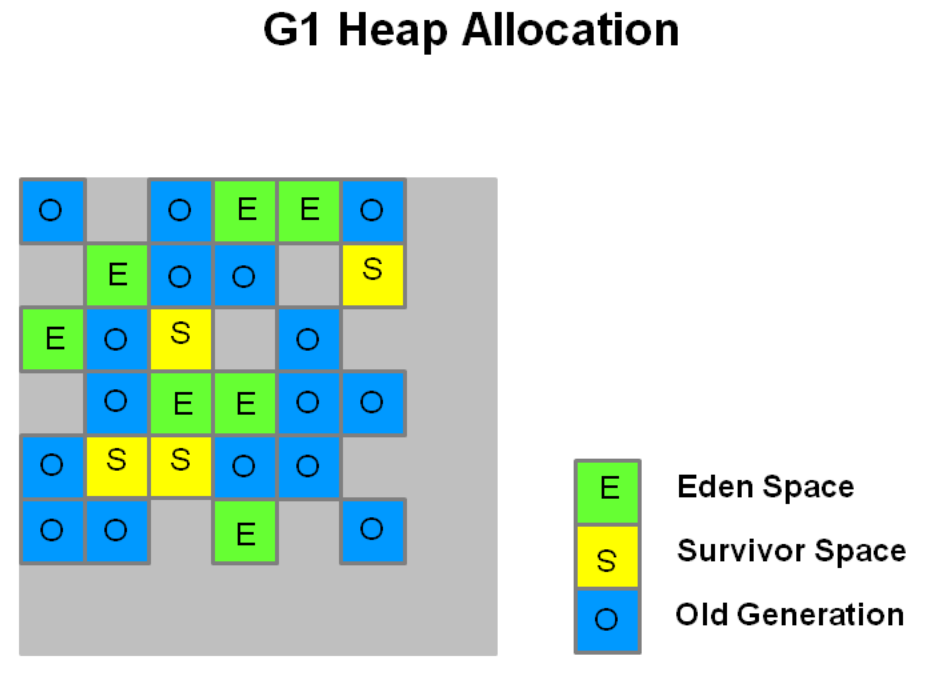 G1 Heap Allocation
O O E E O
E O O S
E O S O
O E E O O
O S S O O
O O E O
E Eden Space
S Survivor Space
O Old Generation